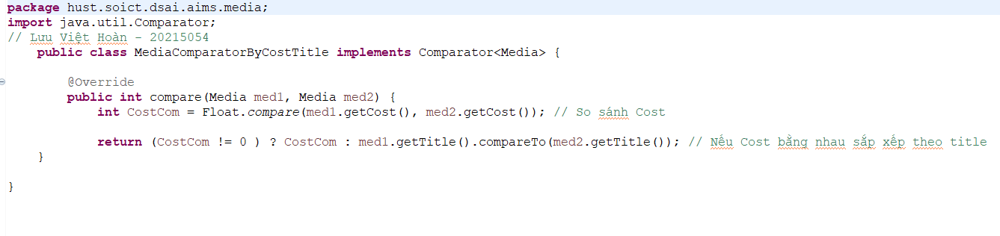 package hust.soict.dsai.aims.media;
import java.util.Comparator;
// Lưu Việt Hoàn - 20215054
public class MediaComparatorByCostTitle implements Comparator<Media> {
@Override
public int compare(Media med1, Media med2) {
int CostCom = Float.compare(med1.getCost(), med2.getCost()); // So sánh Cost
return (CostCom != 0 ) ? CostCom : med1.getTitle().compareTo(med2.getTitle()); // Nếu Cost bằng nhau sắp xếp theo title
}
}